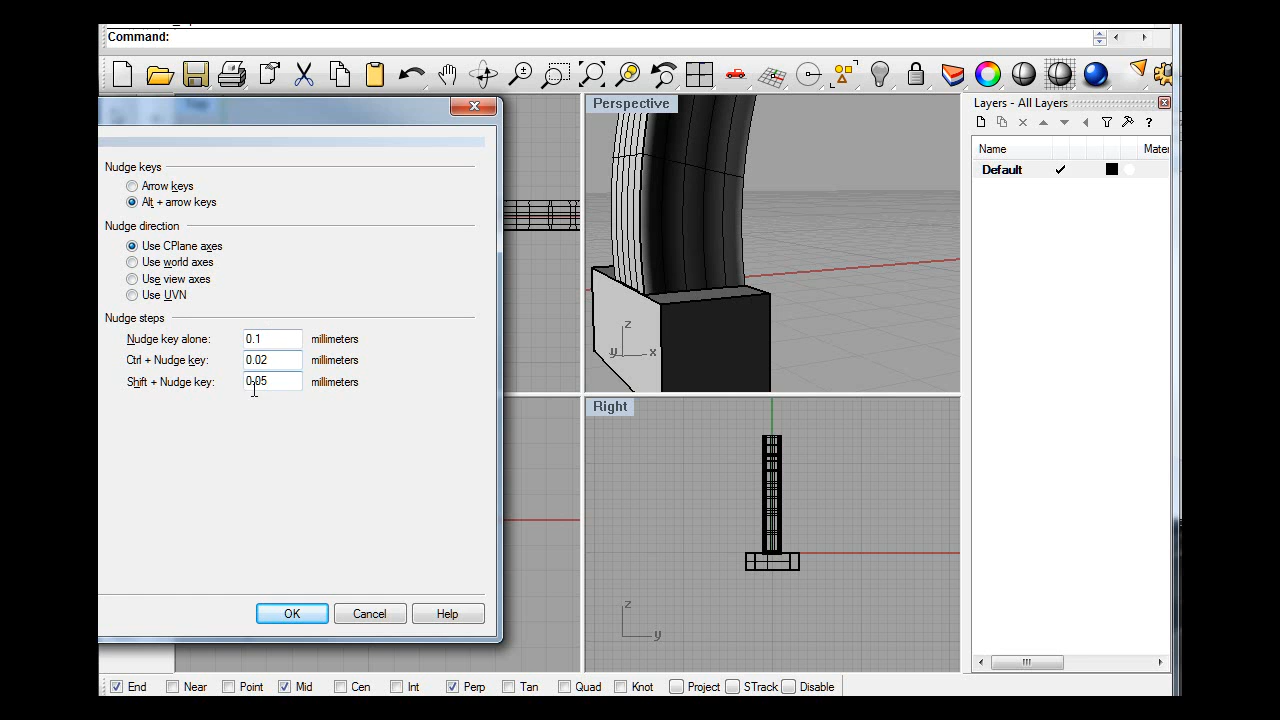 Command:
Top
Perspective
Layers - All Layers
?
Name
Mater
Default
Nudge keys
Arrow keys
Alt + arrow keys
Nudge direction
Use CPlane axes
Use world axes
Use view axes
Use UVN
Nudge steps
Nudge key alone: 0.1 millimeters
Ctrl + Nudge key: 0.02 millimeters
Shift + Nudge key: 0.05 millimeters
z
y
x
Right
z
y
OK
Cancel
Help
End
Near
Point
Mid
Cen
Int
Perp
Tan
Quad
Knot
Project
STrack
Disable